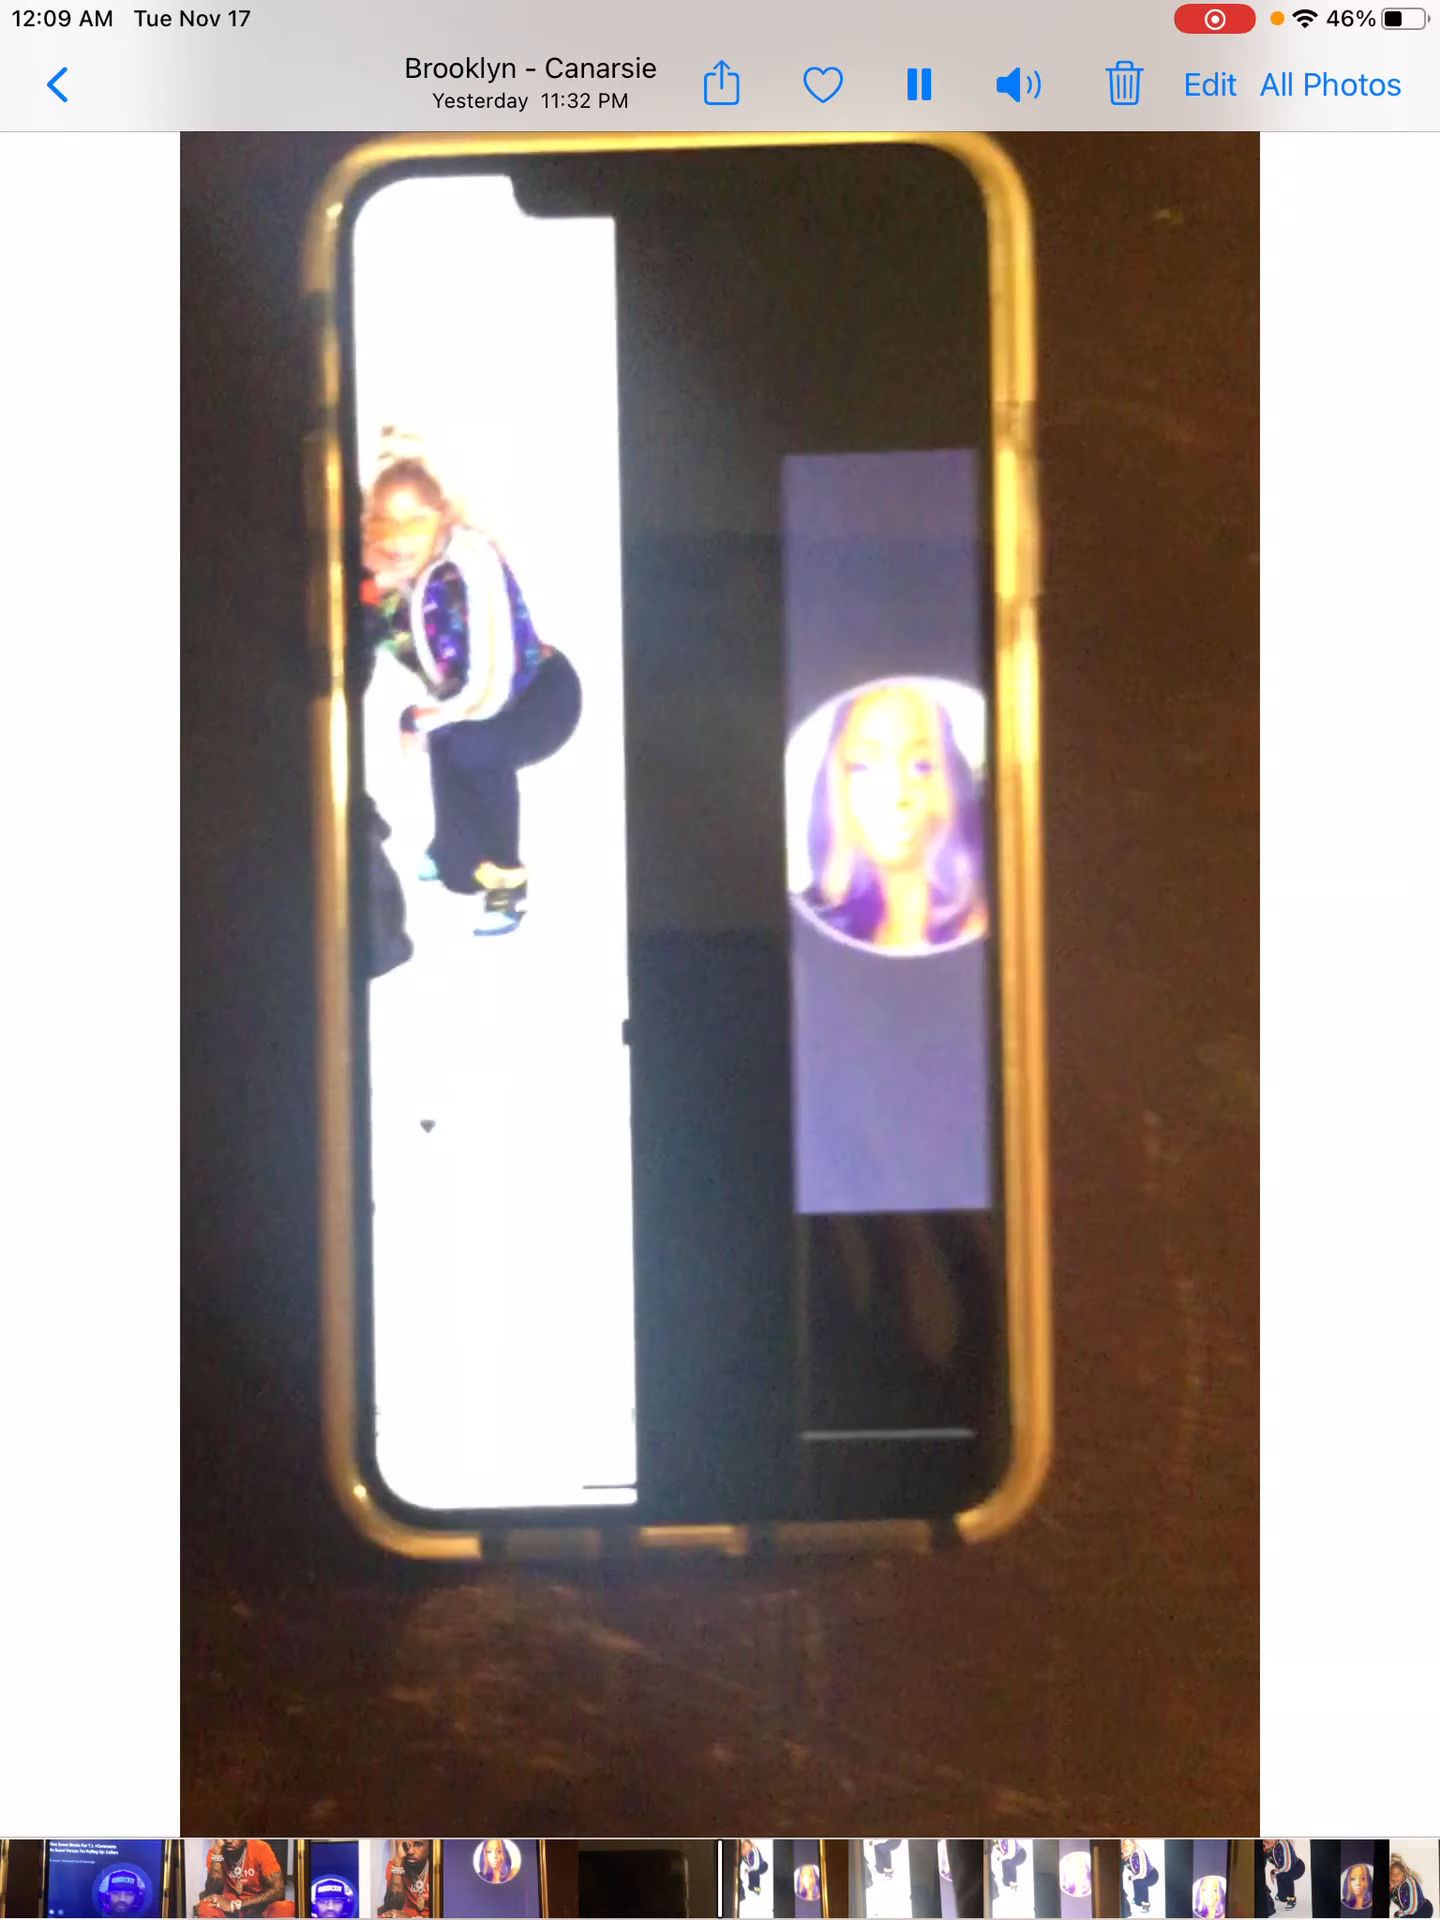 12:09 AM Tue Nov 17
46%
Brooklyn - Canarsie
Yesterday 11:32 PM
Edit All Photos